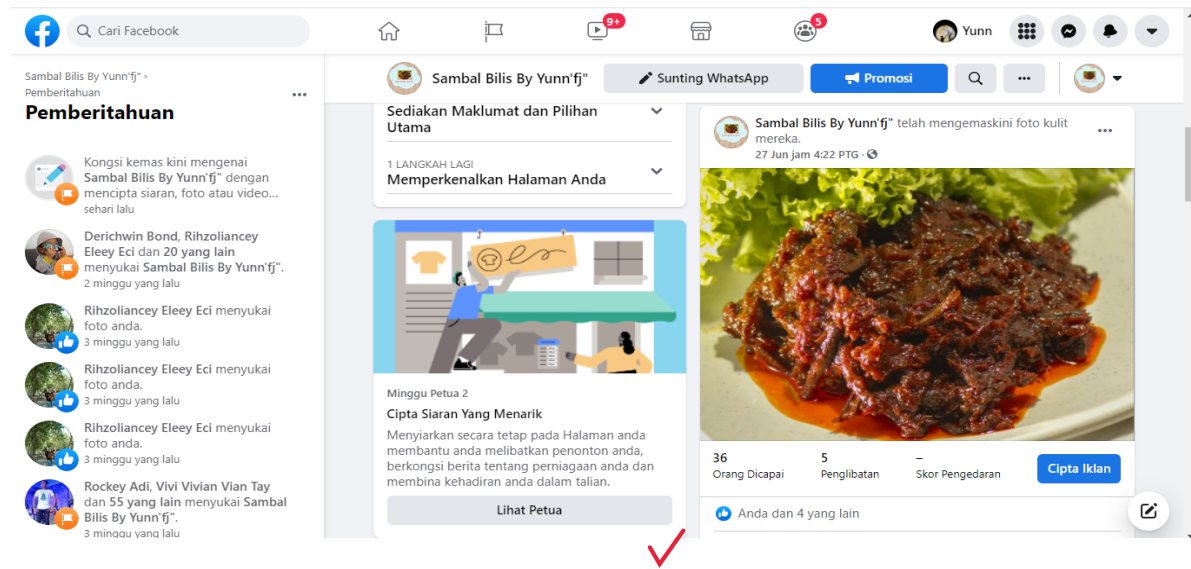 Cari Facebook
9+
5
Yunn
Sambal Bilis By Yunn'fj" ›
Pemberitahuan
Pemberitahuan
Kongsi kemas kini mengenai
Sambal Bilis By Yunn'fj" dengan
mencipta siaran, foto atau video...
sehari lalu
Derichwin Bond, Rihzoliancey
Eleey Eci dan 20 yang lain
menyukai Sambal Bilis By Yunn'fj".
2 minggu yang lalu
Rihzoliancey Eleey Eci menyukai
foto anda.
3 minggu yang lalu
Rihzoliancey Eleey Eci menyukai
foto anda.
3 minggu yang lalu
Rihzoliancey Eleey Eci menyukai
foto anda.
3 minggu yang lalu
Rockey Adi, Vivi Vivian Vian Tay
dan 55 yang lain menyukai Sambal
Bilis By Yunn'fj".
3 minggu yang lalu
Sambal Bilis By Yunn'fj"
Sunting WhatsApp
Promosi
Sediakan Maklumat dan Pilihan
Utama
1 LANGKAH LAGI
Memperkenalkan Halaman Anda
Minggu Petua 2
Cipta Siaran Yang Menarik
Menyiarkan secara tetap pada Halaman anda
membantu anda melibatkan penonton anda,
berkongsi berita tentang perniagaan anda dan
membina kehadiran anda dalam talian.
Lihat Petua
Sambal Bilis By Yunn'fj" telah mengemaskini foto kulit
mereka.
27 Jun jam 4:22 PTG ·
36
Orang Dicapai
5
Penglibatan
–
Skor Pengedaran
Cipta Iklan
Anda dan 4 yang lain